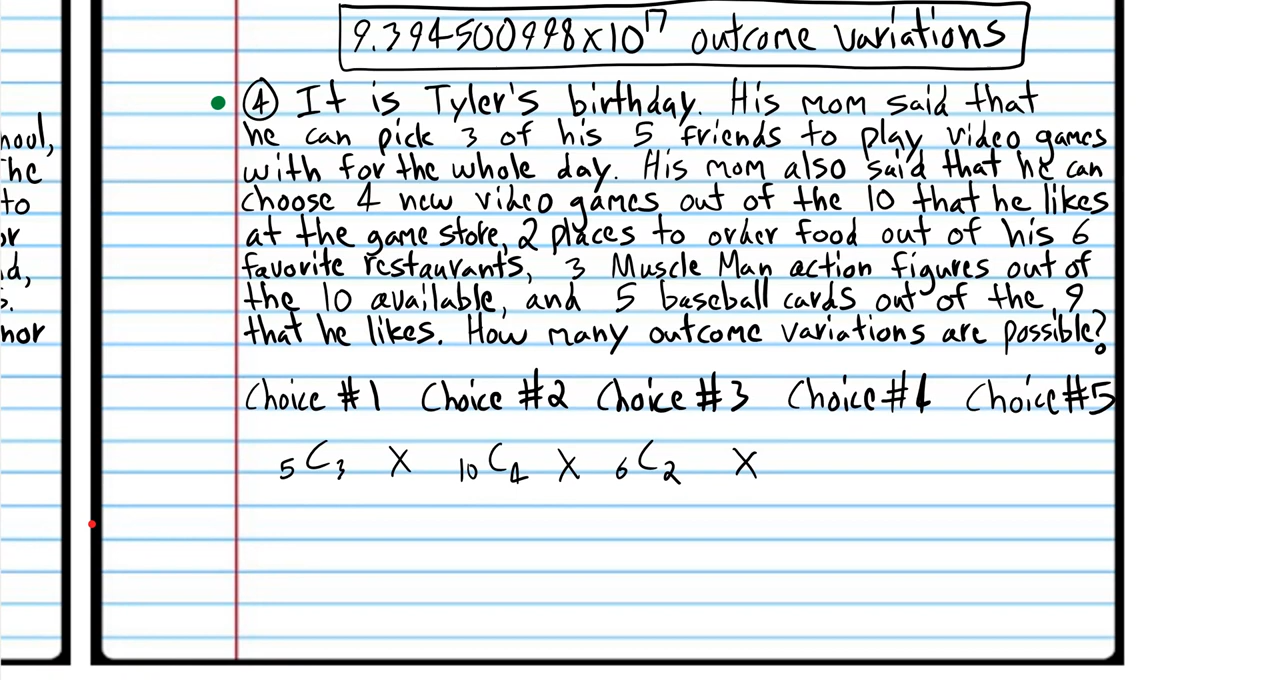 9.394500998x10^17 outcome variations
④ It is Tyler's birthday. His mom said that
he can pick 3 of his 5 friends to play video games
with for the whole day. His mom also said that he can
choose 4 new video games out of the 10 that he likes
at the game store, 2 places to order food out of his 6
favorite restaurants, 3 Muscle Man action figures out of
the 10 available, and 5 baseball cards out of the 9
that he likes. How many outcome variations are possible?
Choice #1 Choice #2 Choice #3 Choice #4 Choice #5
₅C₃ X ₁₀C₄ X ₆C₂ X
hool,
he
to
or
d,
nor